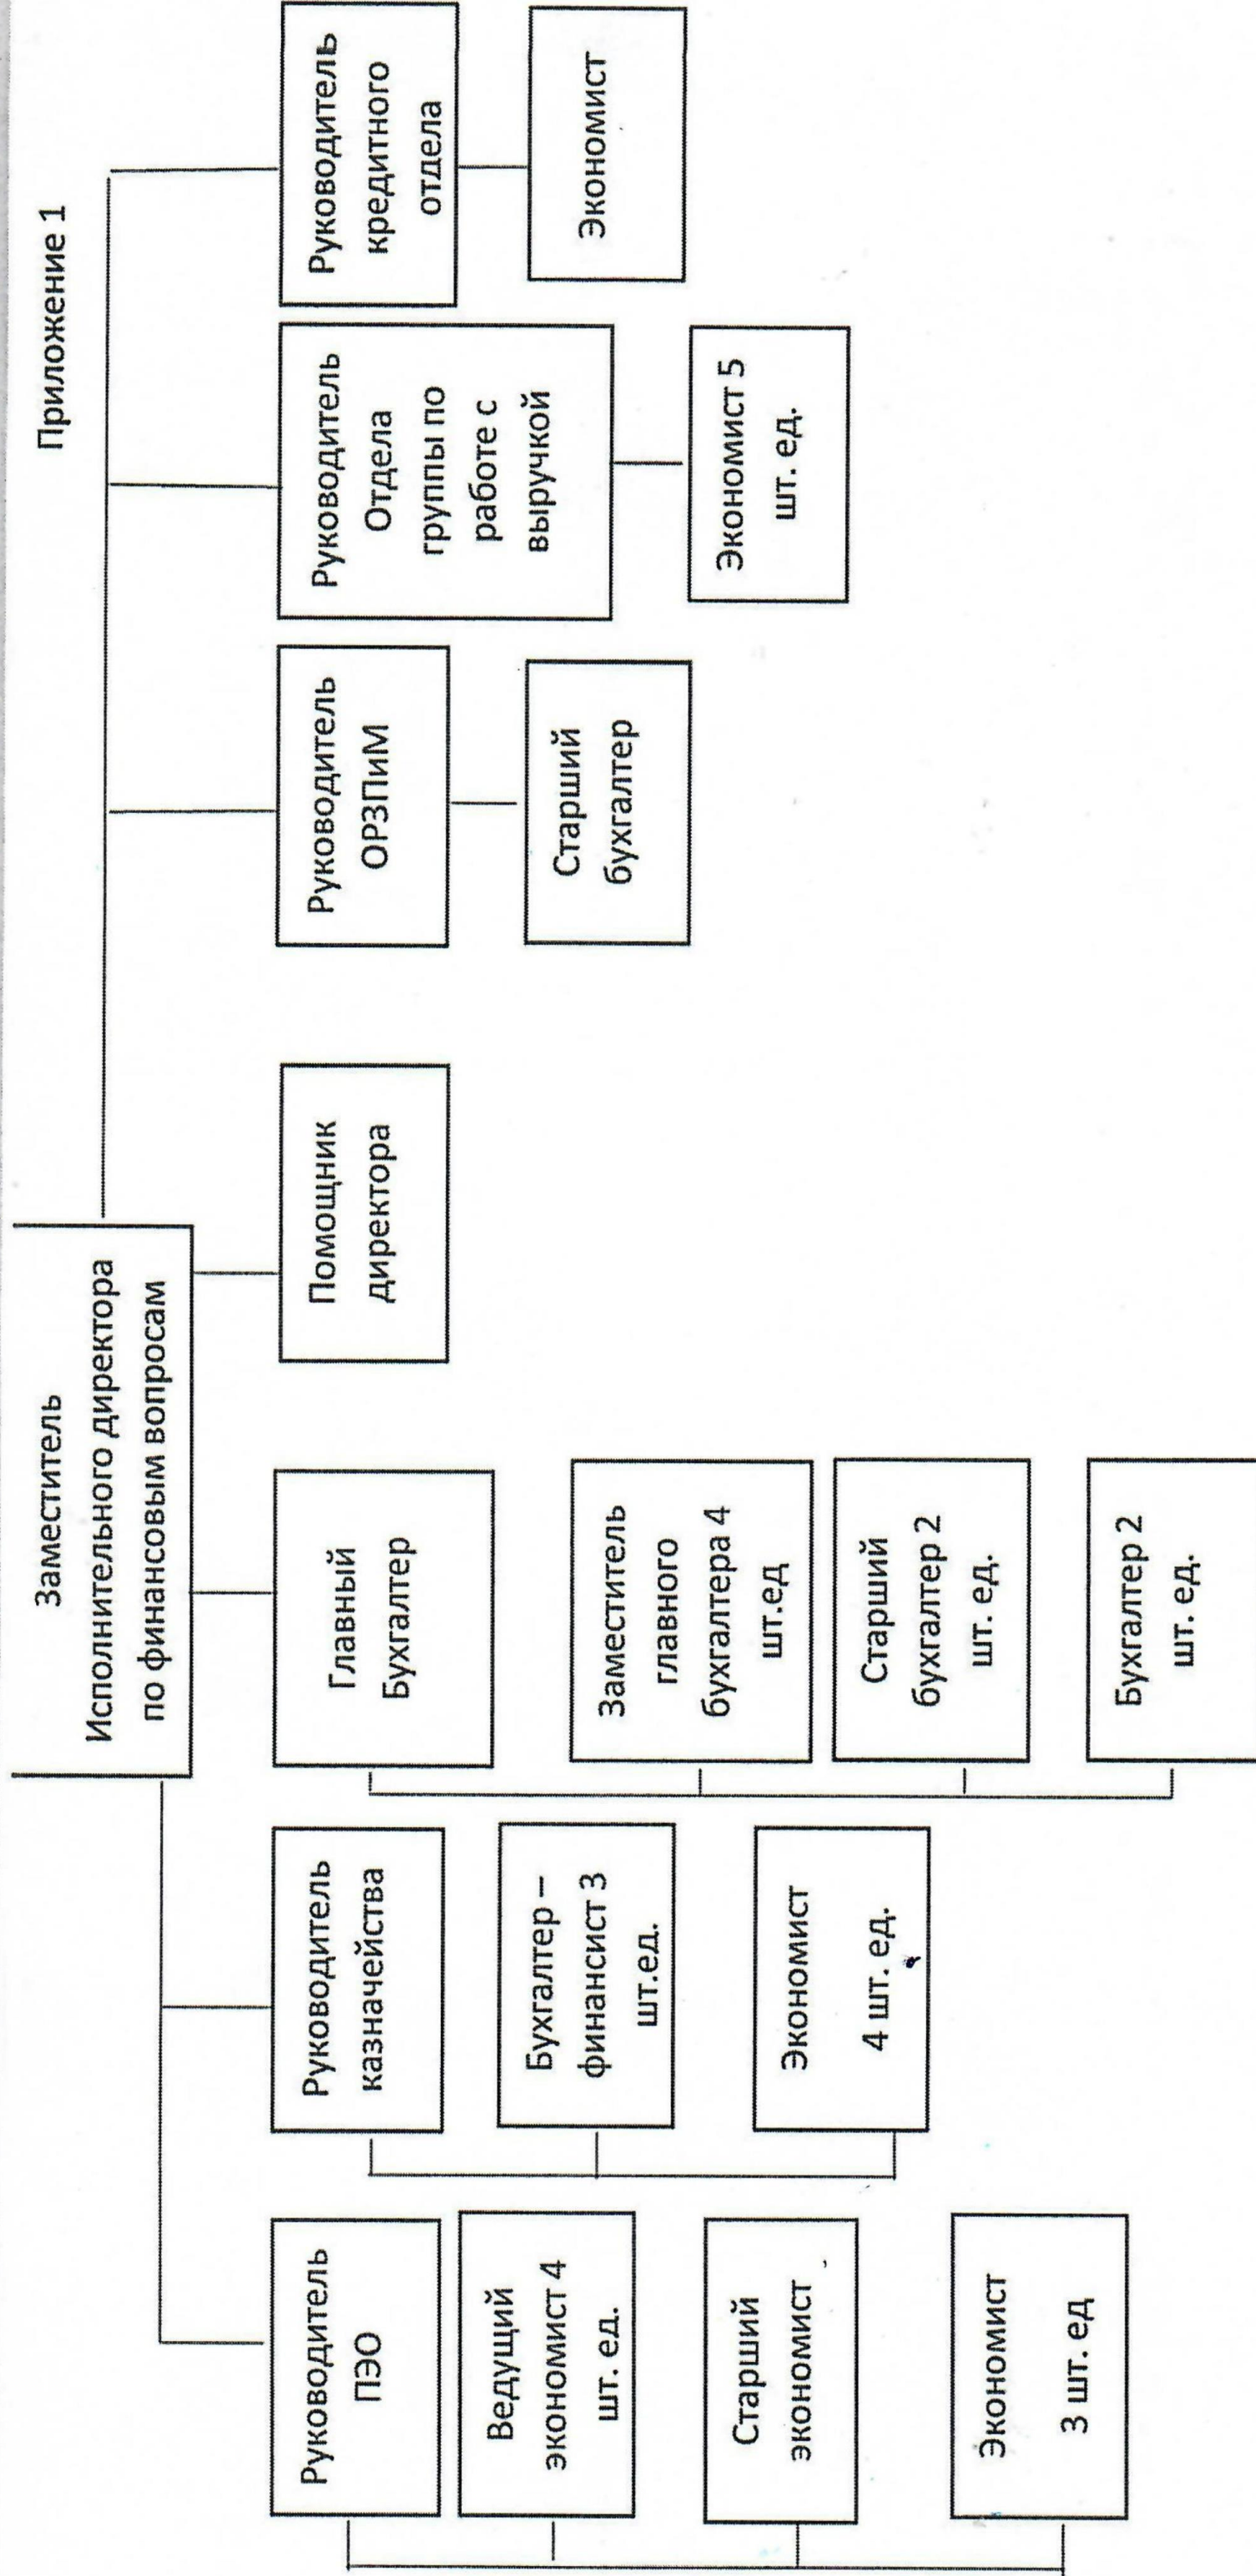 Приложение 1
Заместитель
Исполнительного директора
по финансовым вопросам
Руководитель
ПЭО
Ведущий
экономист 4
шт. ед.
Старший
экономист
Экономист
3 шт. ед
Руководитель
казначейства
Бухгалтер –
финансист 3
шт.ед.
Экономист
4 шт. ед.
Главный
Бухгалтер
Заместитель
главного
бухгалтера 4
шт.ед
Старший
бухгалтер 2
шт. ед.
Бухгалтер 2
шт. ед.
Помощник
директора
Руководитель
ОРЗПиМ
Старший
бухгалтер
Руководитель
Отдела
группы по
работе с
выручкой
Экономист 5
шт. ед.
Руководитель
кредитного
отдела
Экономист